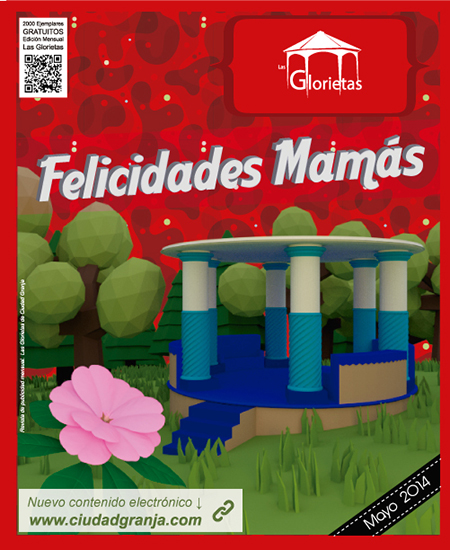 2000 Ejemplares
GRATUITOS
Edición Mensual
Las Glorietas
Las
Glorietas
Felicidades Mamás
Revista de publicidad mensual. Las Glorietas de Ciudad Granja
Nuevo contenido electrónico ↓
www.ciudadgranja.com
Mayo 2014